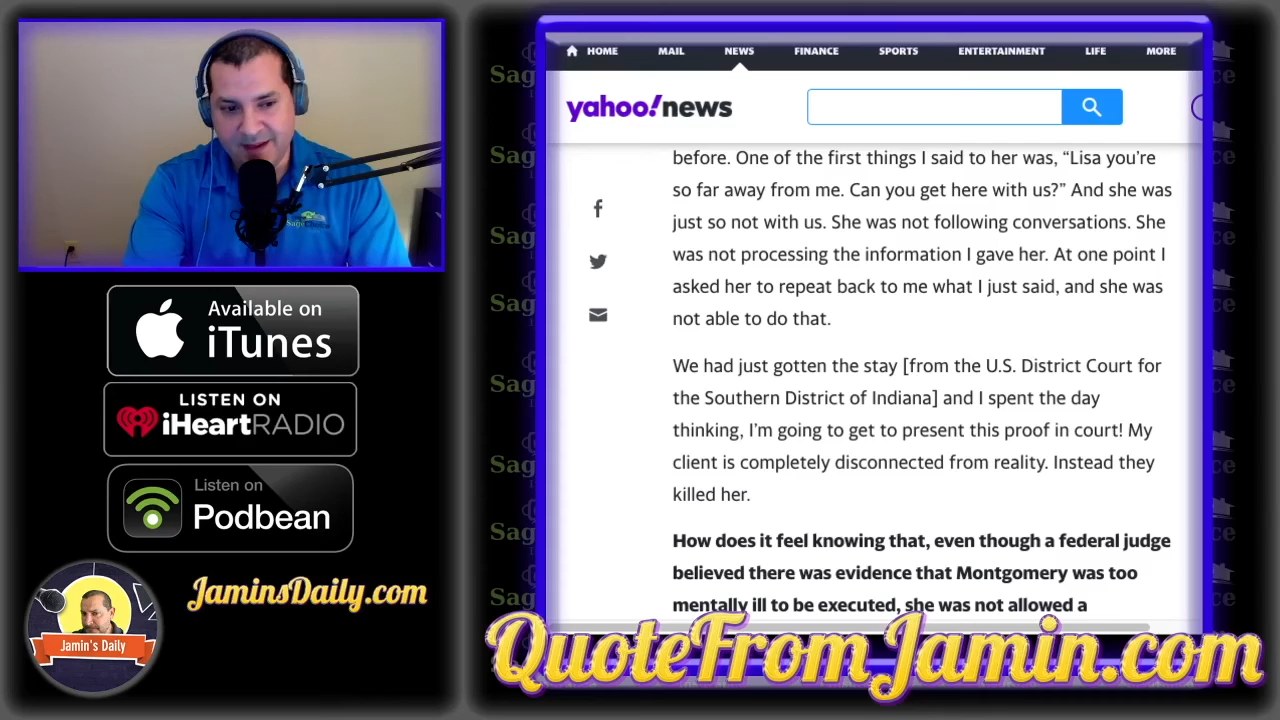 HOME MAIL NEWS FINANCE SPORTS ENTERTAINMENT LIFE MORE
yahoo!news
before. One of the first things I said to her was, “Lisa you’re
so far away from me. Can you get here with us?” And she was
just so not with us. She was not following conversations. She
was not processing the information I gave her. At one point I
asked her to repeat back to me what I just said, and she was
not able to do that.
We had just gotten the stay [from the U.S. District Court for
the Southern District of Indiana] and I spent the day
thinking, I’m going to get to present this proof in court! My
client is completely disconnected from reality. Instead they
killed her.
How does it feel knowing that, even though a federal judge
believed there was evidence that Montgomery was too
mentally ill to be executed, she was not allowed a
Available on
iTunes
LISTEN ON
iHeartRADIO
Listen on
Podbean
Jamin's Daily
JaminsDaily.com
QuoteFromJamin.com